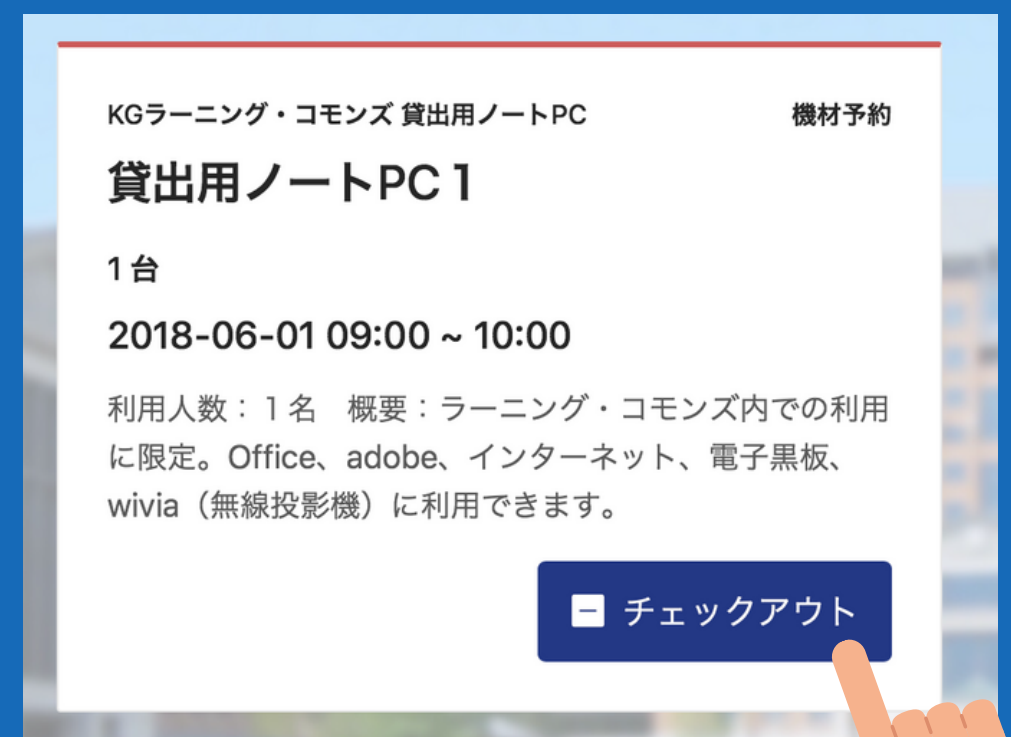 KGラーニング・コモンズ 貸出用ノートPC 機材予約
貸出用ノートPC 1
1 台
2018-06-01 09:00 ~ 10:00
利用人数：1 名　概要：ラーニング・コモンズ内での利用
に限定。Office、adobe、インターネット、電子黒板、
wivia（無線投影機）に利用できます。
チェックアウト